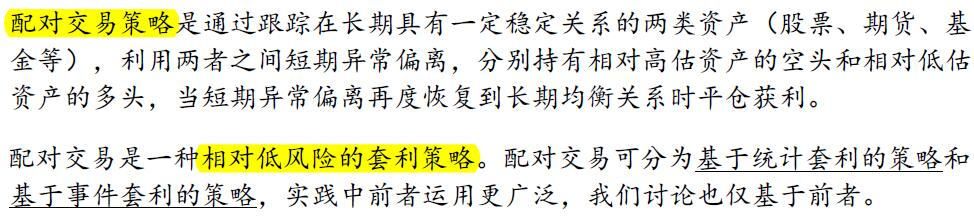 配对交易策略是通过跟踪在长期具有一定稳定关系的两类资产（股票、期货、基
金等），利用两者之间短期异常偏离，分别持有相对高估资产的空头和相对低估
资产的多头，当短期异常偏离再度恢复到长期均衡关系时平仓获利。
配对交易是一种相对低风险的套利策略。配对交易可分为基于统计套利的策略和
基于事件套利的策略，实践中前者运用更广泛，我们讨论也仅基于前者。